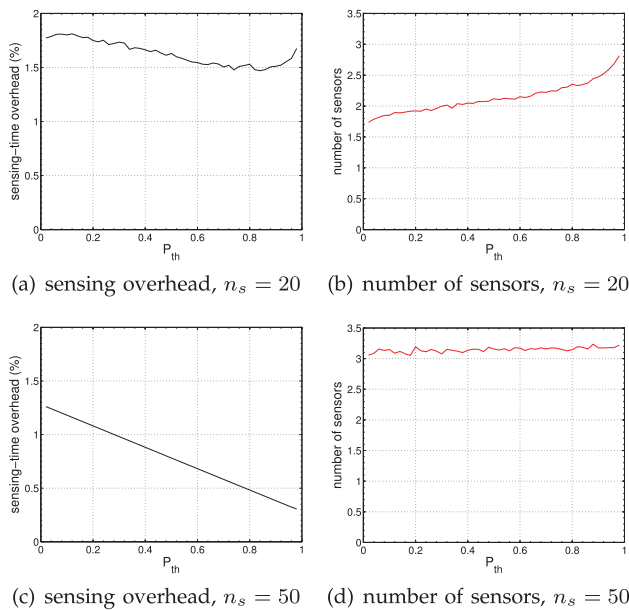 2
1.5
1
0.5
0
sensing-time overhead (%)
0 0.2 0.4 0.6 0.8 1
P_th
(a) sensing overhead, n_s = 20
3.5
3
2.5
2
1.5
1
0.5
0
number of sensors
0 0.2 0.4 0.6 0.8 1
P_th
(b) number of sensors, n_s = 20
2
1.5
1
0.5
0
sensing-time overhead (%)
0 0.2 0.4 0.6 0.8 1
P_th
(c) sensing overhead, n_s = 50
3.5
3
2.5
2
1.5
1
0.5
0
number of sensors
0 0.2 0.4 0.6 0.8 1
P_th
(d) number of sensors, n_s = 50